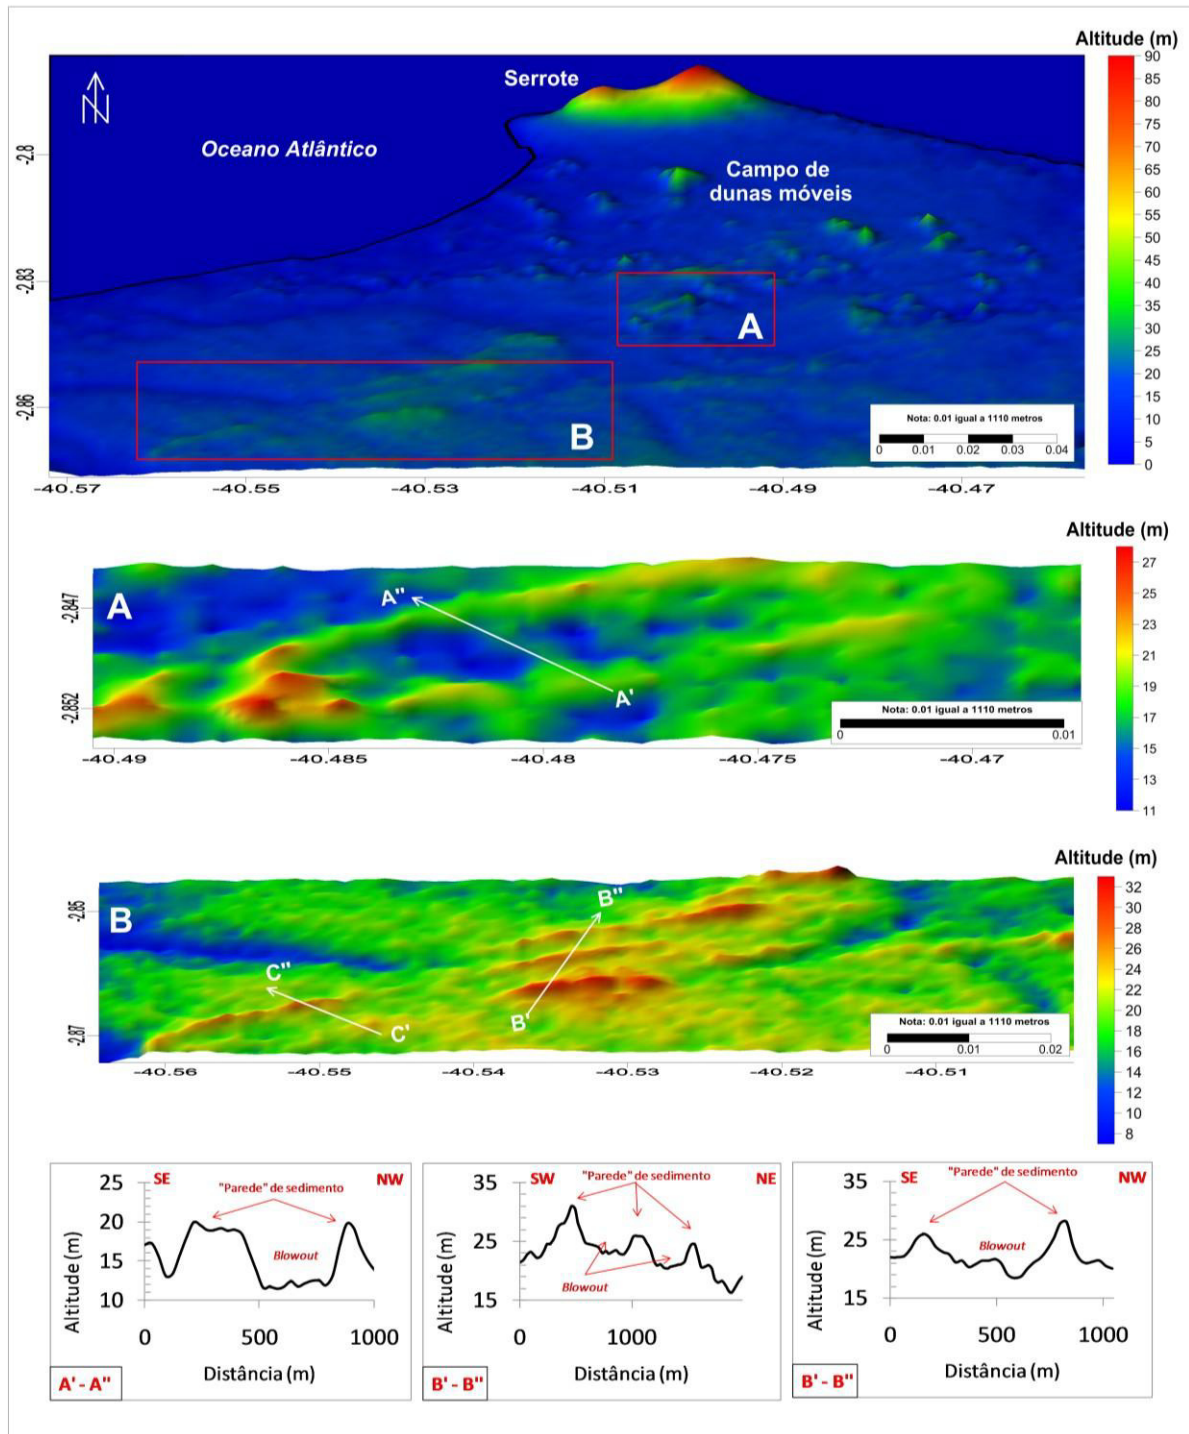 Altitude (m)
90
85
80
75
70
65
60
55
50
45
40
35
30
25
20
15
10
5
0
N
Serrote
Oceano Atlântico
Campo de
dunas móveis
-2.8
-2.83
-2.86
A
B
Nota: 0.01 igual a 1110 metros
0 0.01 0.02 0.03 0.04
-40.57 -40.55 -40.53 -40.51 -40.49 -40.47
Altitude (m)
27
25
23
21
19
17
15
13
11
A
A"
A'
-2.847
-2.852
Nota: 0.01 igual a 1110 metros
0 0.01
-40.49 -40.485 -40.48 -40.475 -40.47
Altitude (m)
32
30
28
26
24
22
20
18
16
14
12
10
8
B
B"
C"
B'
C'
-2.85
-2.87
Nota: 0.01 igual a 1110 metros
0 0.01 0.02
-40.56 -40.55 -40.54 -40.53 -40.52 -40.51
25
20
15
10
Altitude (m)
SE
NW
"Parede" de sedimento
Blowout
0 500 1000
Distância (m)
A' - A"
35
25
15
Altitude (m)
SW
NE
"Parede" de sedimento
Blowout
0 1000
Distância (m)
B' - B"
35
25
15
Altitude (m)
SE
NW
"Parede" de sedimento
Blowout
0 500 1000
Distância (m)
B' - B"